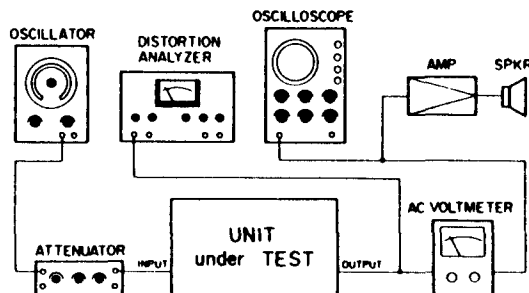 OSCILLATOR
DISTORTION
ANALYZER
OSCILLOSCOPE
AMP
SPKR
ATTENUATOR
INPUT
UNIT
under TEST
OUTPUT
AC VOLTMETER